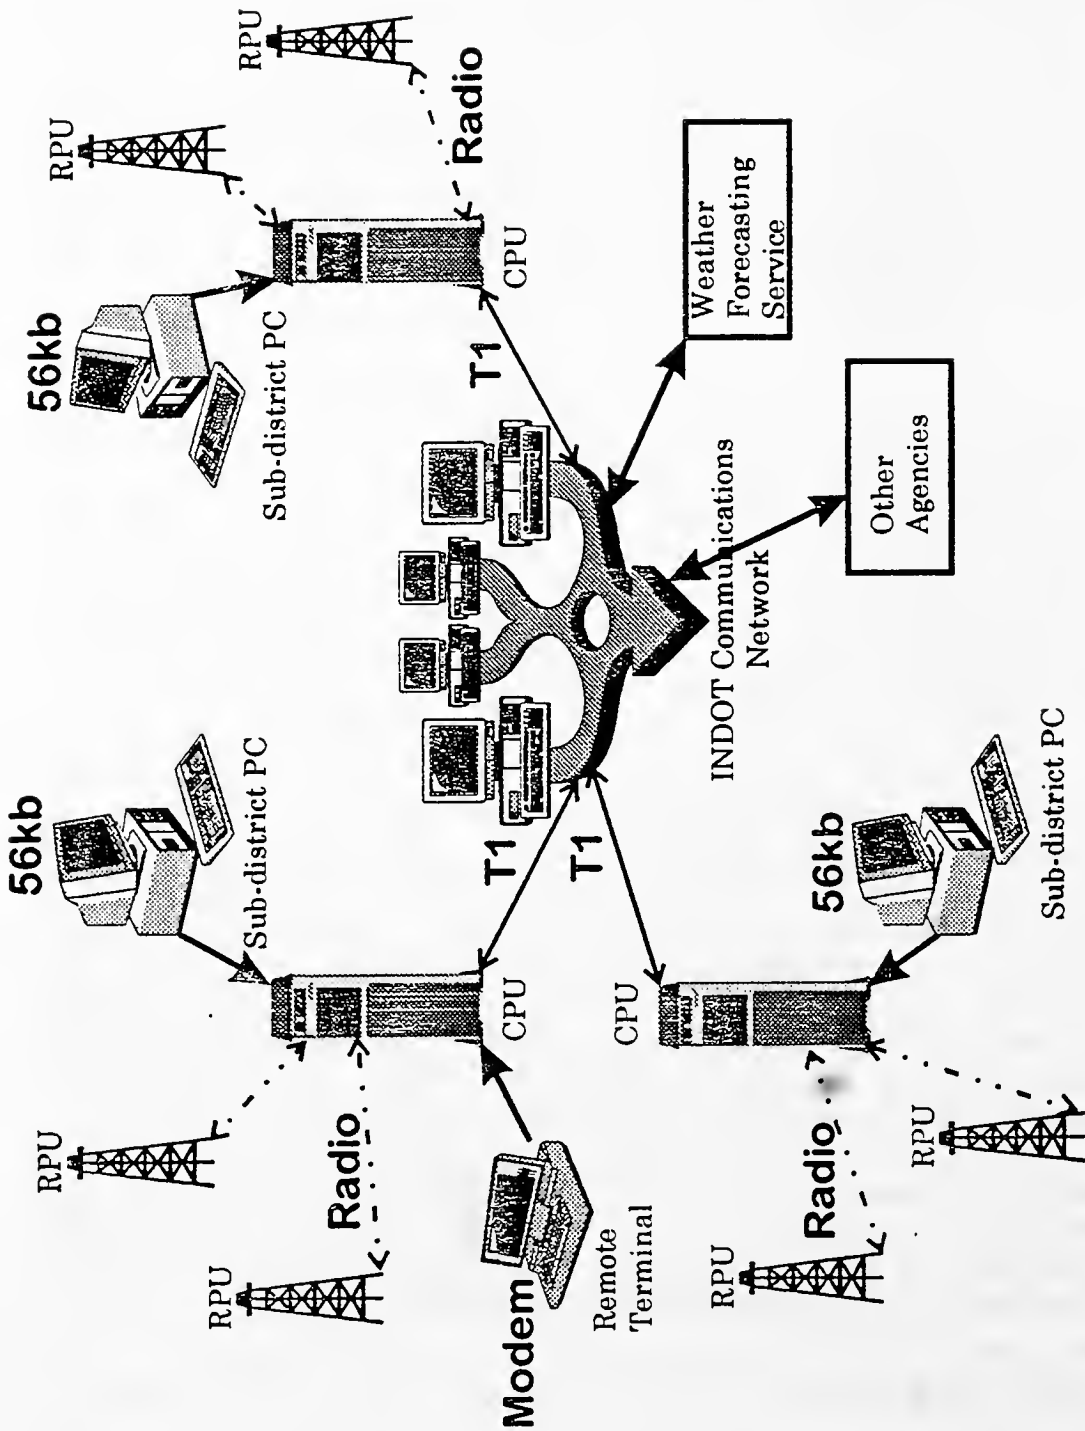 RPU
RPU
56kb
Radio
Sub-district PC
CPU
T1
Weather
Forecasting
Service
56kb
Sub-district PC
RPU
RPU
Radio
CPU
T1
T1
Modem
Remote
Terminal
INDOT Communications
Network
Other
Agencies
CPU
56kb
Sub-district PC
Radio
RPU
RPU